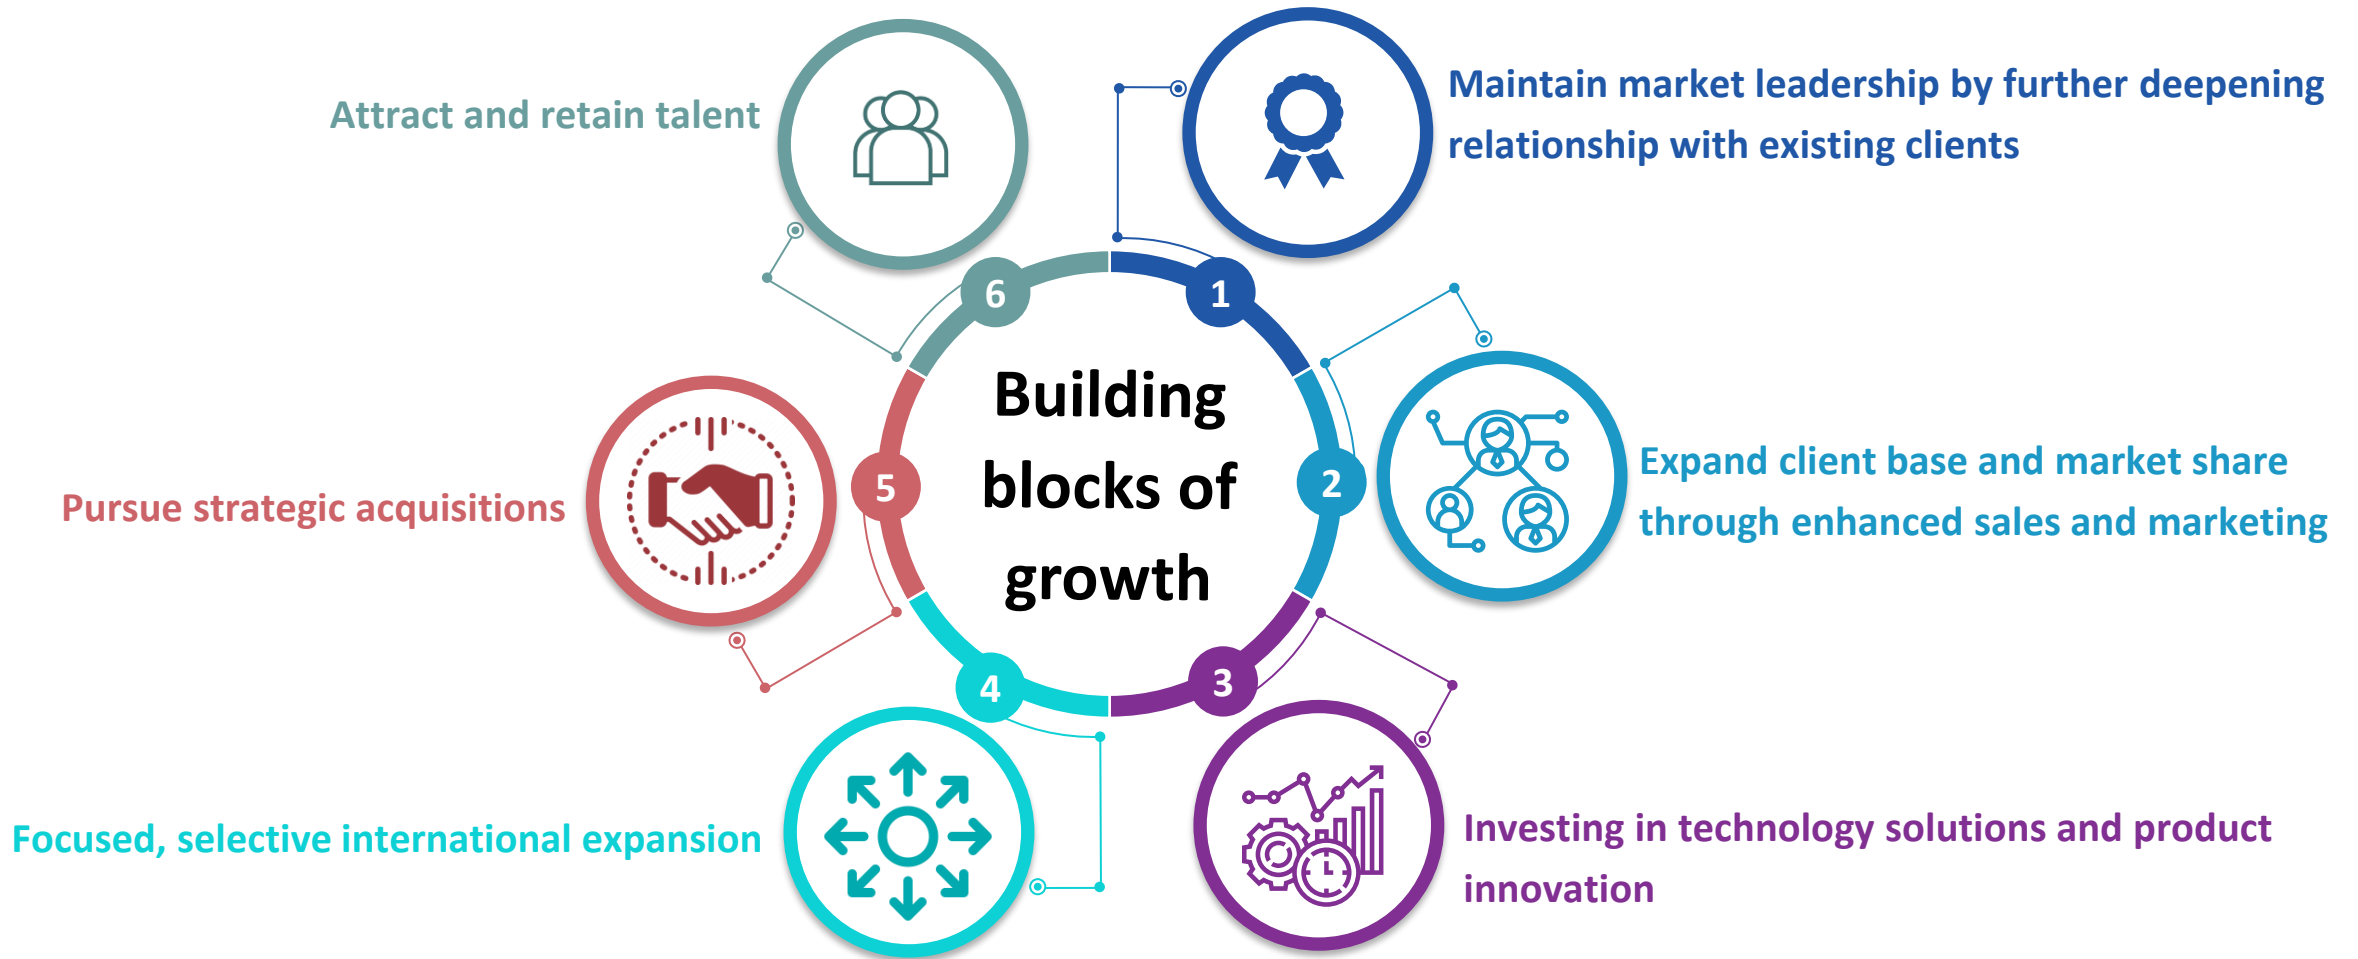 Building
blocks of
growth
1
Maintain market leadership by further deepening
relationship with existing clients
2
Expand client base and market share
through enhanced sales and marketing
3
Investing in technology solutions and product
innovation
4
Focused, selective international expansion
5
Pursue strategic acquisitions
6
Attract and retain talent